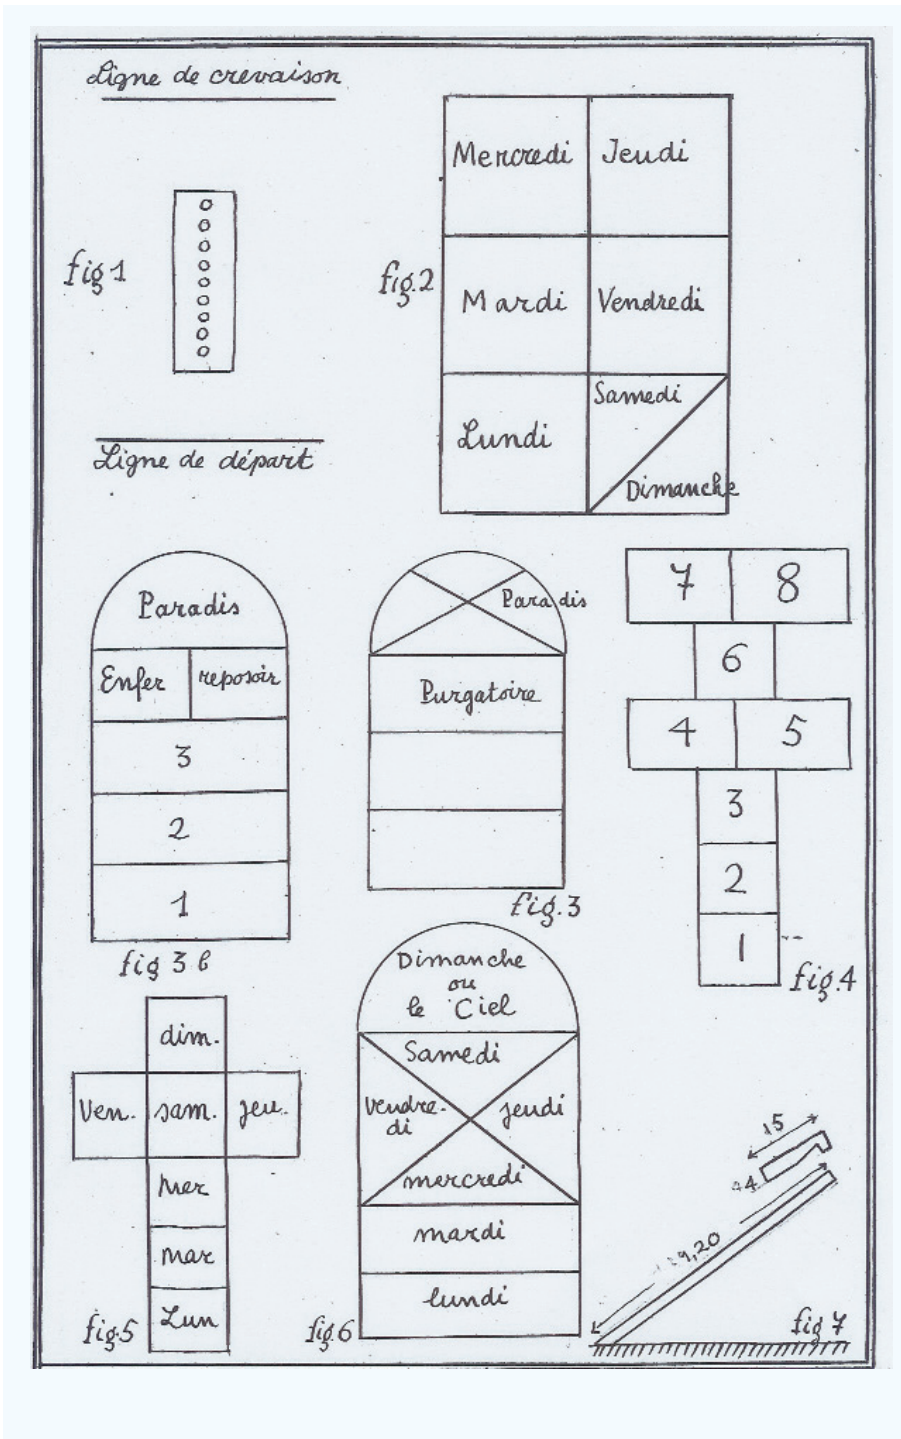 Ligne de crevaison
fig 1
Ligne de départ
Mercredi Jeudi
fig.2
Mardi Vendredi
Lundi
Samedi
Dimanche
Paradis
Enfer reposoir
3
2
1
fig 3 b
Paradis
Purgatoire
fig.3
7 8
6
4 5
3
2
1
fig.4
dim.
Ven. sam. jeu.
Mer
Mar
Lun
fig.5
Dimanche
ou
le Ciel
Samedi
Vendre-
di
jeudi
mercredi
mardi
lundi
fig.6
15
fig 7